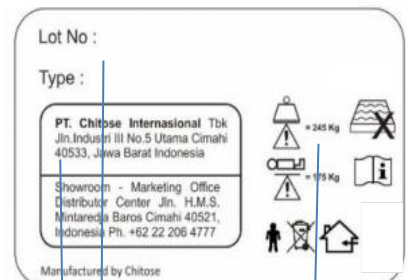 Lot No :
Type :
PT. Chitose Internasional Tbk
Jln.Industri III No.5 Utama Cimahi
40533, Jawa Barat Indonesia
Showroom - Marketing Office
Distributor Center Jln. H.M.S.
Mintaredja Baros Cimahi 40521,
Indonesia Ph. +62 22 206 4777
= 245 Kg
= 175 Kg
Manufactured by Chitose